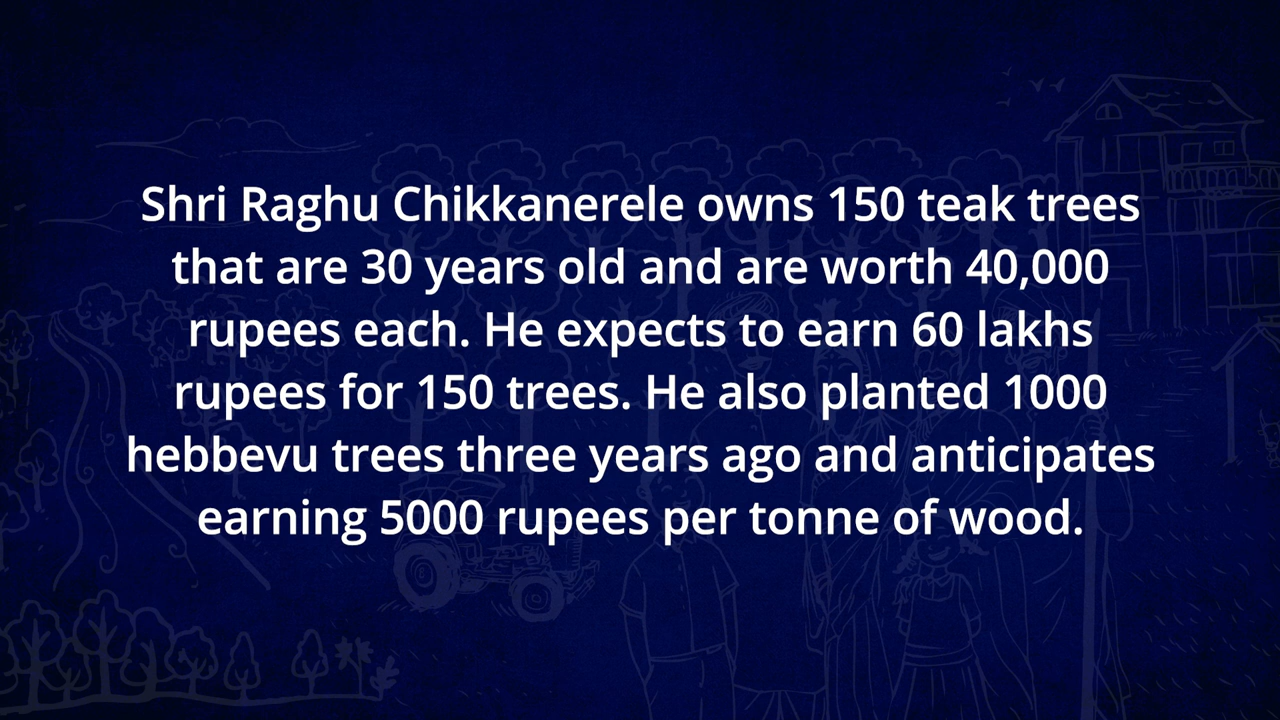 Shri Raghu Chikkanerele owns 150 teak trees
that are 30 years old and are worth 40,000
rupees each. He expects to earn 60 lakhs
rupees for 150 trees. He also planted 1000
hebbevu trees three years ago and anticipates
earning 5000 rupees per tonne of wood.